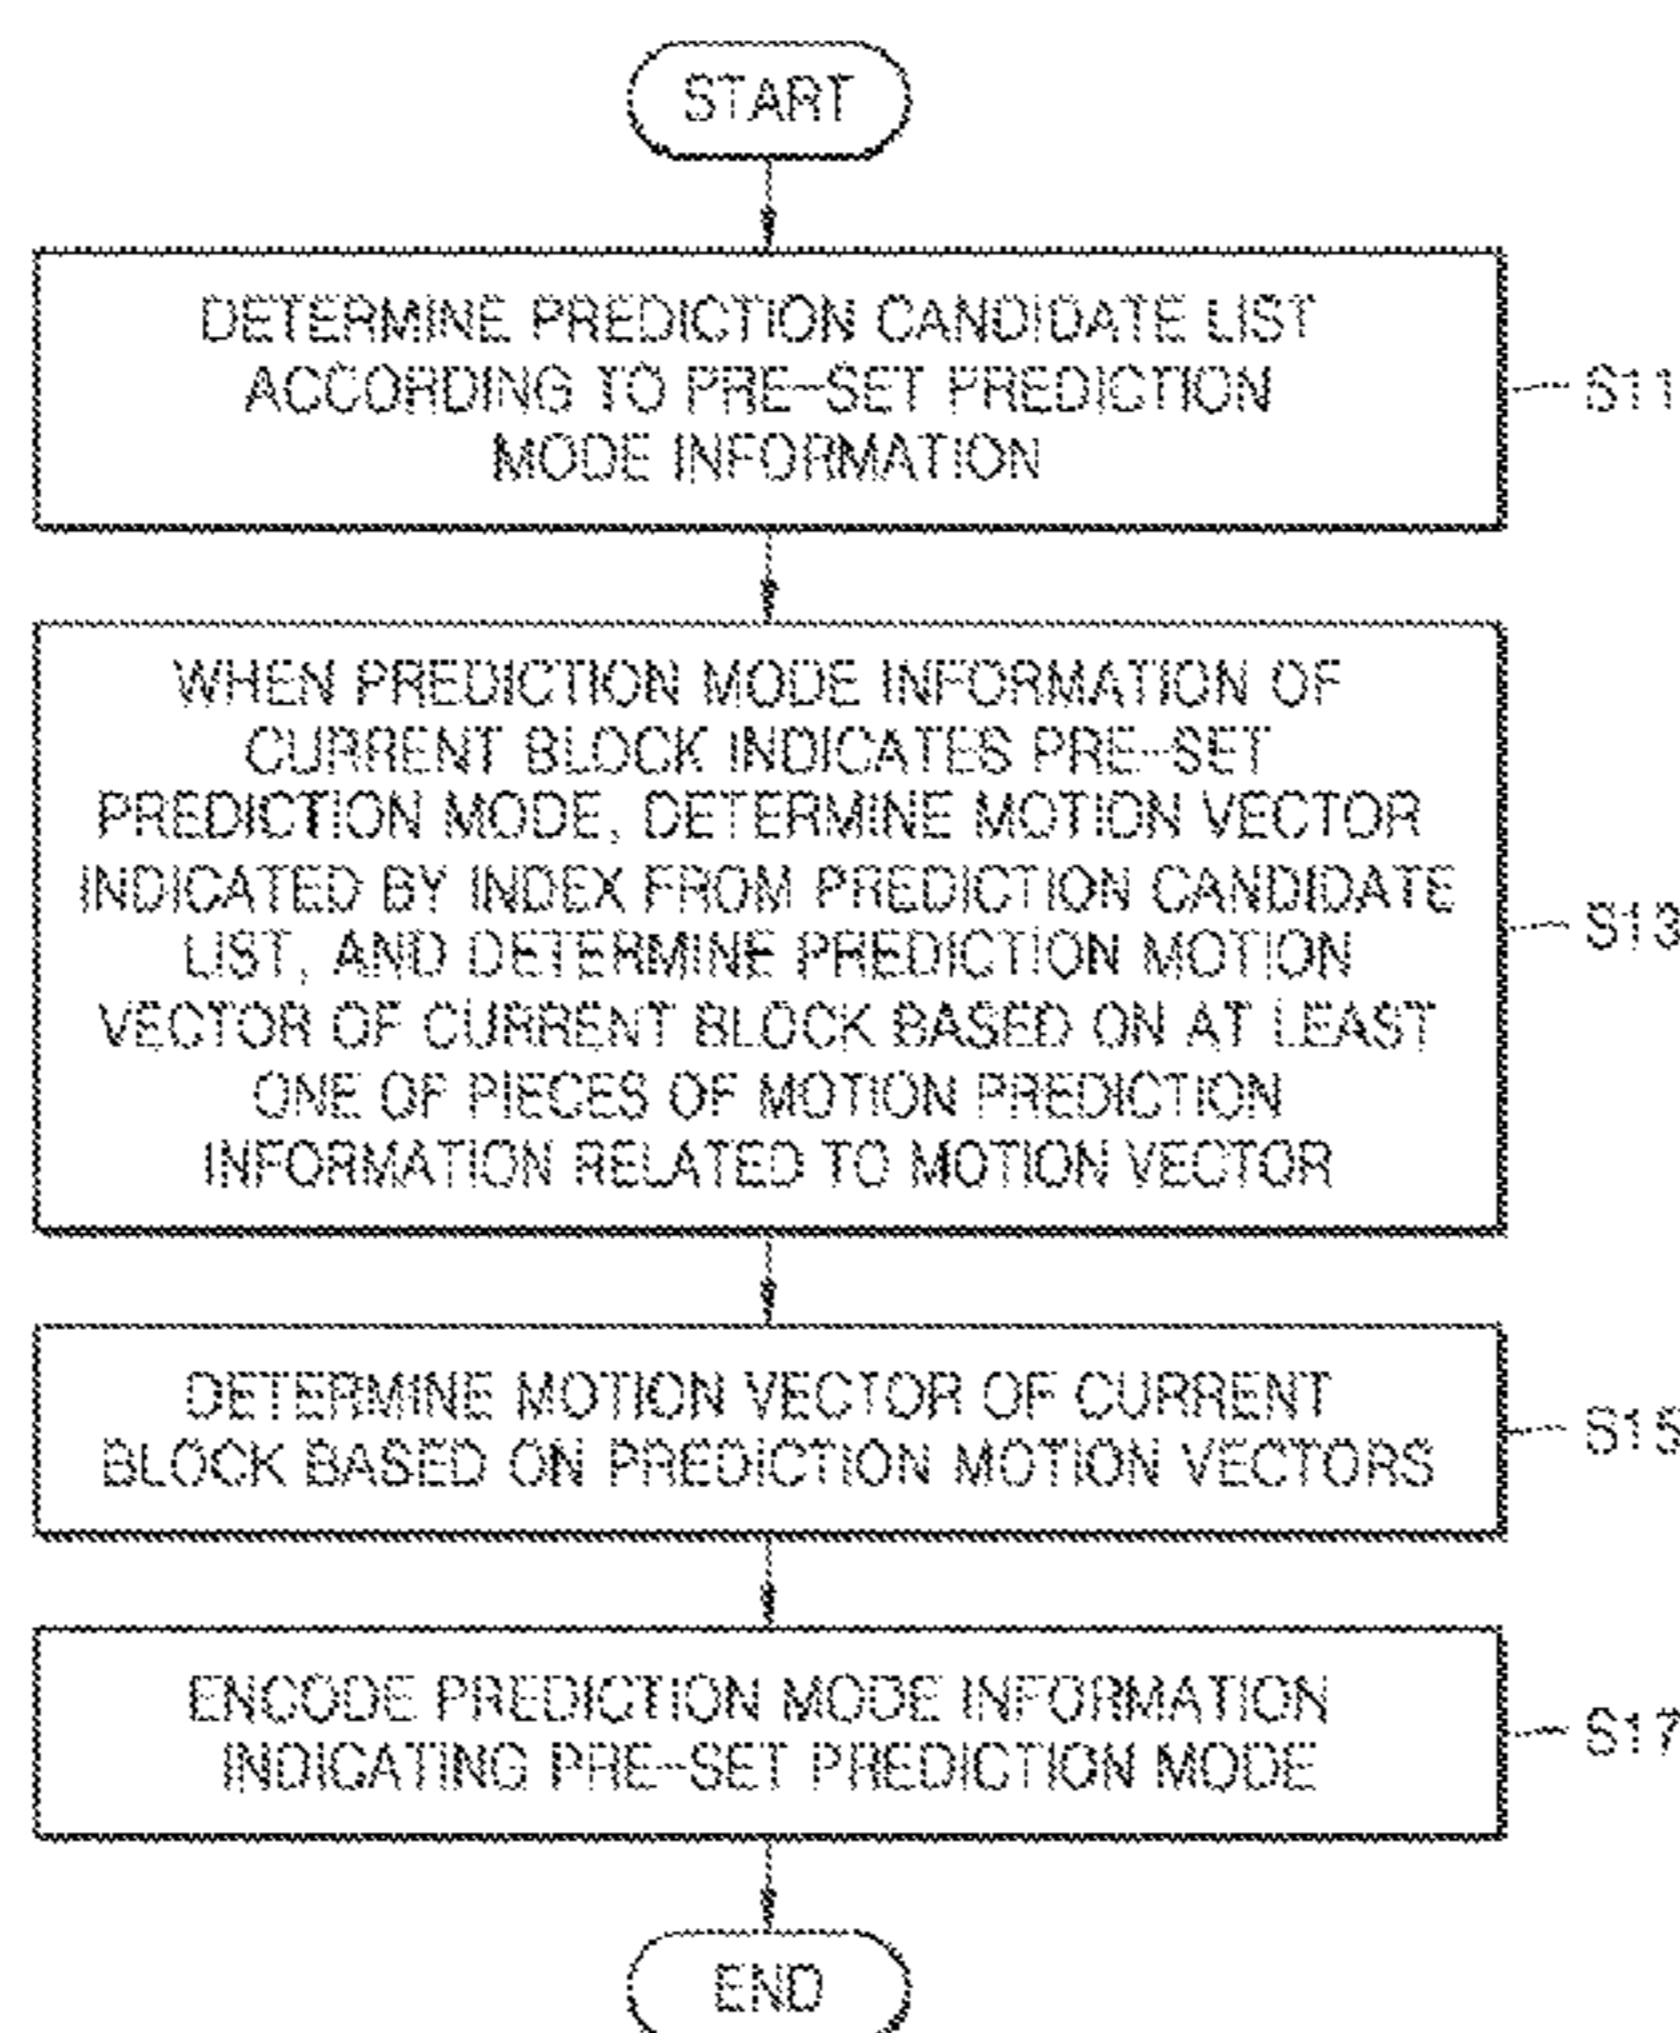 START
DETERMINE PREDICTION CANDIDATE LIST
ACCORDING TO PRE-SET PREDICTION
MODE INFORMATION
S11
WHEN PREDICTION MODE INFORMATION OF
CURRENT BLOCK INDICATES PRE-SET
PREDICTION MODE, DETERMINE MOTION VECTOR
INDICATED BY INDEX FROM PREDICTION CANDIDATE
LIST, AND DETERMINE PREDICTION MOTION
VECTOR OF CURRENT BLOCK BASED ON AT LEAST
ONE OF PIECES OF MOTION PREDICTION
INFORMATION RELATED TO MOTION VECTOR
S13
DETERMINE MOTION VECTOR OF CURRENT
BLOCK BASED ON PREDICTION MOTION VECTORS
S15
ENCODE PREDICTION MODE INFORMATION
INDICATING PRE-SET PREDICTION MODE
S17
END